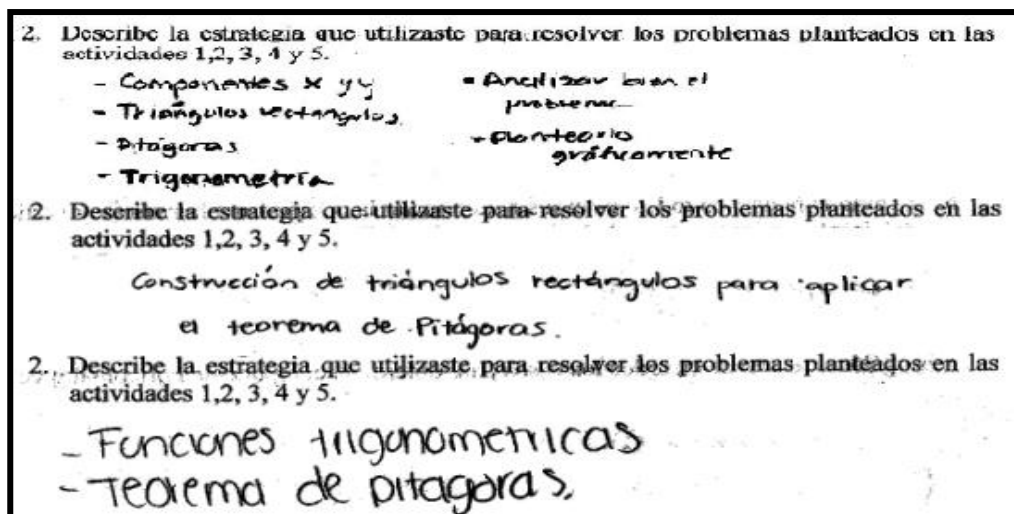 2. Describe la estrategia que utilizaste para resolver los problemas planteados en las
actividades 1,2, 3, 4 y 5.
- Componentes x y y
- Triángulos rectangulos.
- Pitágoras
- Trigonometría
- Analizar bien el
problema
- Plantearlo
gráficamente
2. Describe la estrategia que utilizaste para resolver los problemas planteados en las
actividades 1,2, 3, 4 y 5.
Construcción de triángulos rectángulos para aplicar
el teorema de Pitágoras.
2. Describe la estrategia que utilizaste para resolver los problemas planteados en las
actividades 1,2, 3, 4 y 5.
- Funciones trigonometricas
- Teorema de pitagoras.